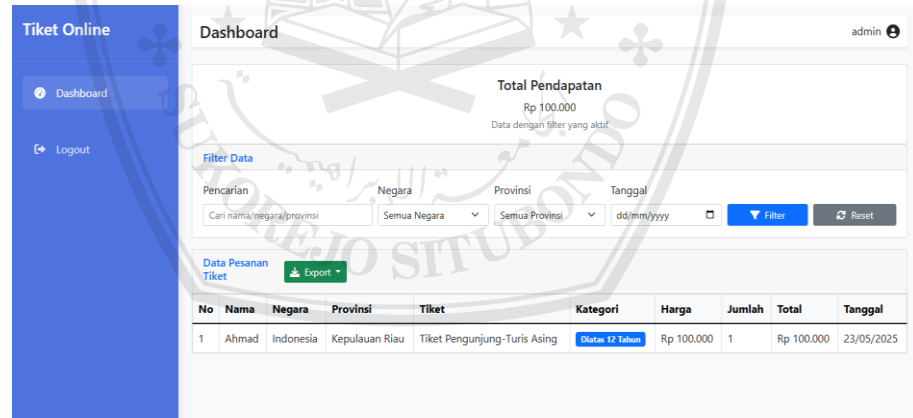 Tiket Online
Dashboard
admin
Dashboard
Logout
Total Pendapatan
Rp 100.000
Data dengan filter yang aktif
Filter Data
Pencarian Negara Provinsi Tanggal
Cari nama/negara/provinsi Semua Negara Semua Provinsi dd/mm/yyyy Filter Reset
Data Pesanan
Tiket
Export
No Nama Negara Provinsi Tiket Kategori Harga Jumlah Total Tanggal
1 Ahmad Indonesia Kepulauan Riau Tiket Pengunjung-Turis Asing Diatas 12 Tahun Rp 100.000 1 Rp 100.000 23/05/2025
SUKOREJO SITUBONDO